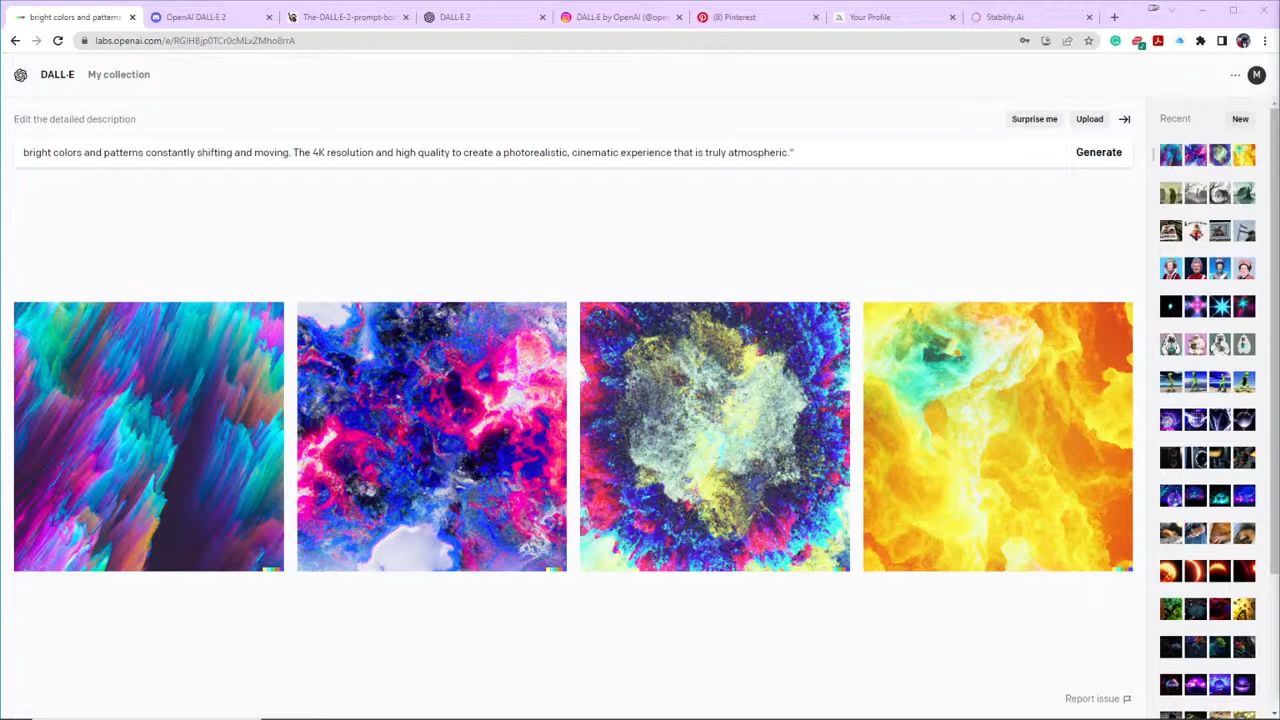 bright colors and patterns
OpenAI DALL·E 2
The-DALL·E-2-prompt-bo
DALL·E 2
DALL·E by OpenAI (@open
(8) Pinterest
Your Profile
Stability.Ai
labs.openai.com/e/RGIHBjp0TCr0cMLxZMho8rrA
DALL·E
My collection
M
Edit the detailed description
Surprise me
Upload
Recent
New
bright colors and patterns constantly shifting and moving. The 4K resolution and high quality to create a photorealistic, cinematic experience that is truly atmospheric."
Generate
Report issue